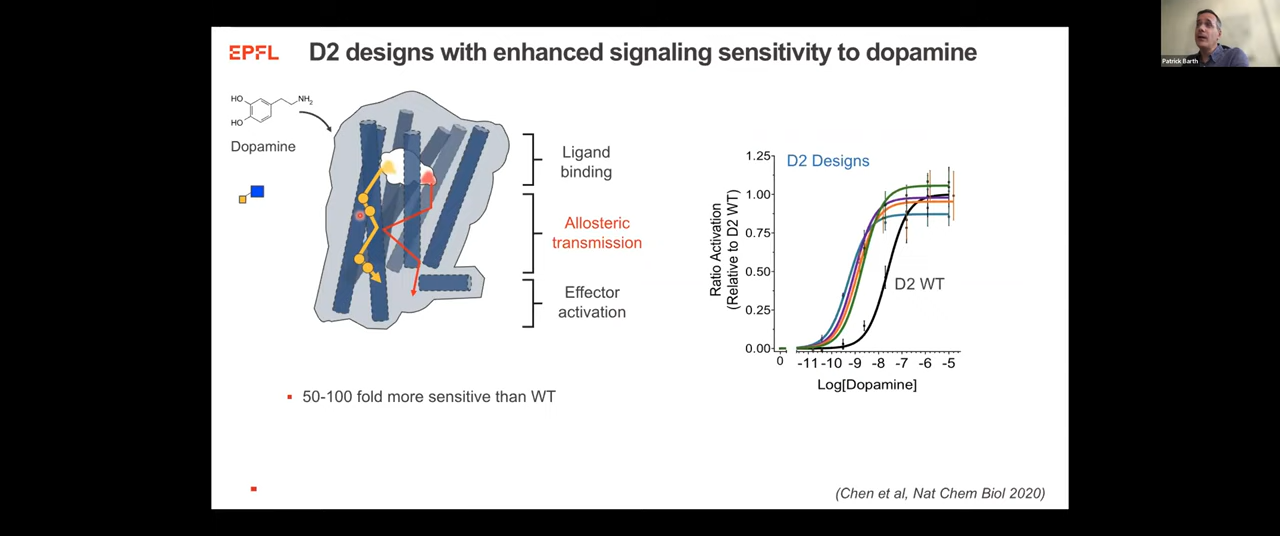 EPFL
D2 designs with enhanced signaling sensitivity to dopamine
Patrick Barth
HO
NH2
HO
Dopamine
Ligand
binding
Allosteric
transmission
Effector
activation
50-100 fold more sensitive than WT
D2 Designs
D2 WT
Ratio Activation
(Relative to D2 WT)
1.25
1.00
0.75
0.50
0.25
0.00
0 -11 -10 -9 -8 -7 -6 -5
Log[Dopamine]
(Chen et al, Nat Chem Biol 2020)